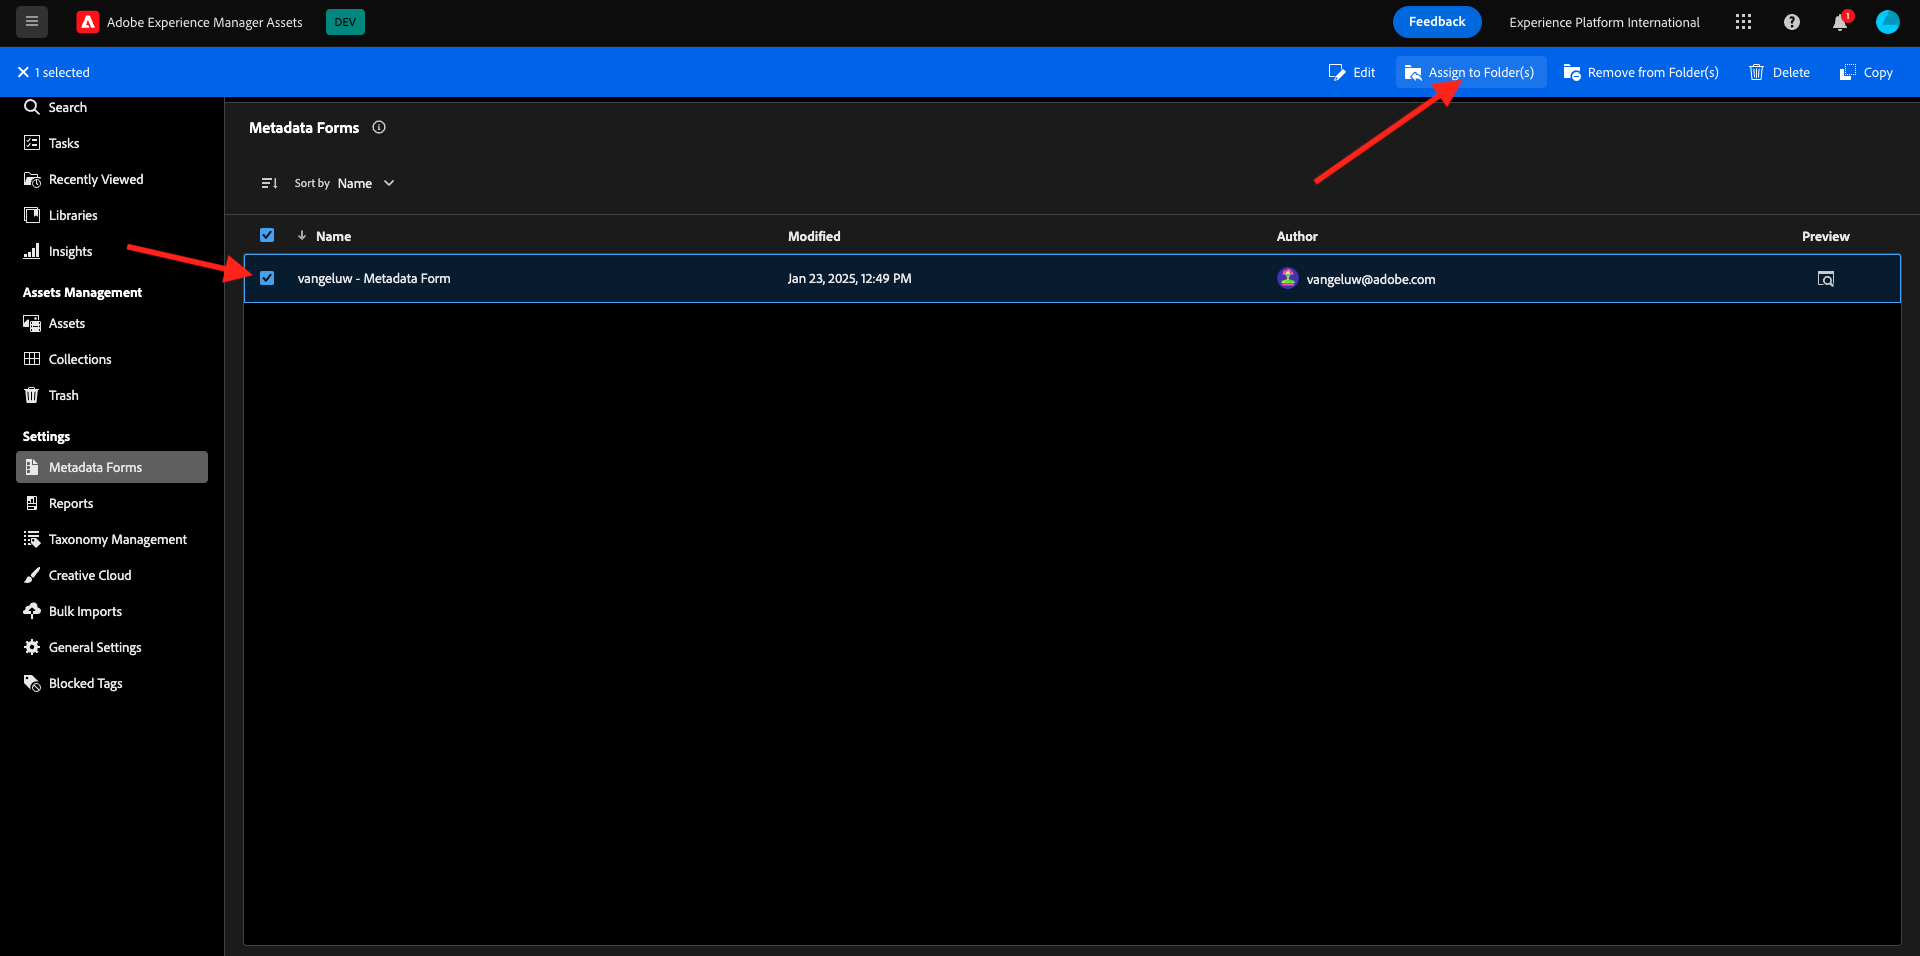 Adobe Experience Manager Assets DEV Feedback Experience Platform International 1
1 selected Edit Assign to Folder(s) Remove from Folder(s) Delete Copy
Search
Tasks
Recently Viewed
Libraries
Insights
Assets Management
Assets
Collections
Trash
Settings
Metadata Forms
Reports
Taxonomy Management
Creative Cloud
Bulk Imports
General Settings
Blocked Tags
Metadata Forms
Sort by Name
Name Modified Author Preview
vangeluw - Metadata Form Jan 23, 2025, 12:49 PM vangeluw@adobe.com